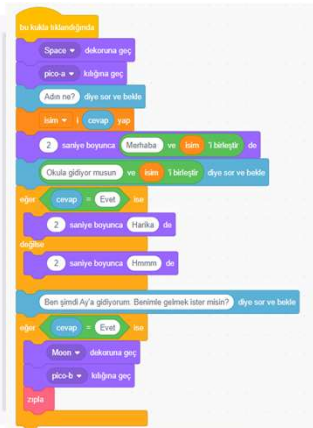 bu kukla tıklandığında
Space dekoruna geç
pico-a kılığına geç
Adın ne? diye sor ve bekle
isim i cevap yap
2 saniye boyunca Merhaba ve isim 'i birleştir de
Okula gidiyor musun ve isim 'i birleştir diye sor ve bekle
eğer cevap = Evet ise
2 saniye boyunca Harika de
değilse
2 saniye boyunca Hmmm de
Ben şimdi Ay'a gidiyorum. Benimle gelmek ister misin? diye sor ve bekle
eğer cevap = Evet ise
Moon dekoruna geç
pico-b kılığına geç
zıpla